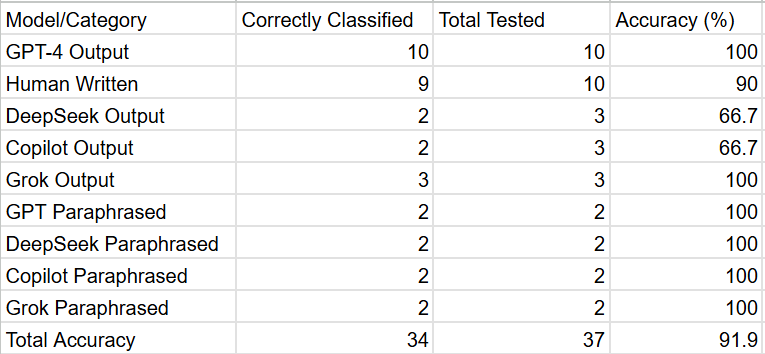 Model/Category Correctly Classified Total Tested Accuracy (%)
GPT-4 Output 10 10 100
Human Written 9 10 90
DeepSeek Output 2 3 66.7
Copilot Output 2 3 66.7
Grok Output 3 3 100
GPT Paraphrased 2 2 100
DeepSeek Paraphrased 2 2 100
Copilot Paraphrased 2 2 100
Grok Paraphrased 2 2 100
Total Accuracy 34 37 91.9